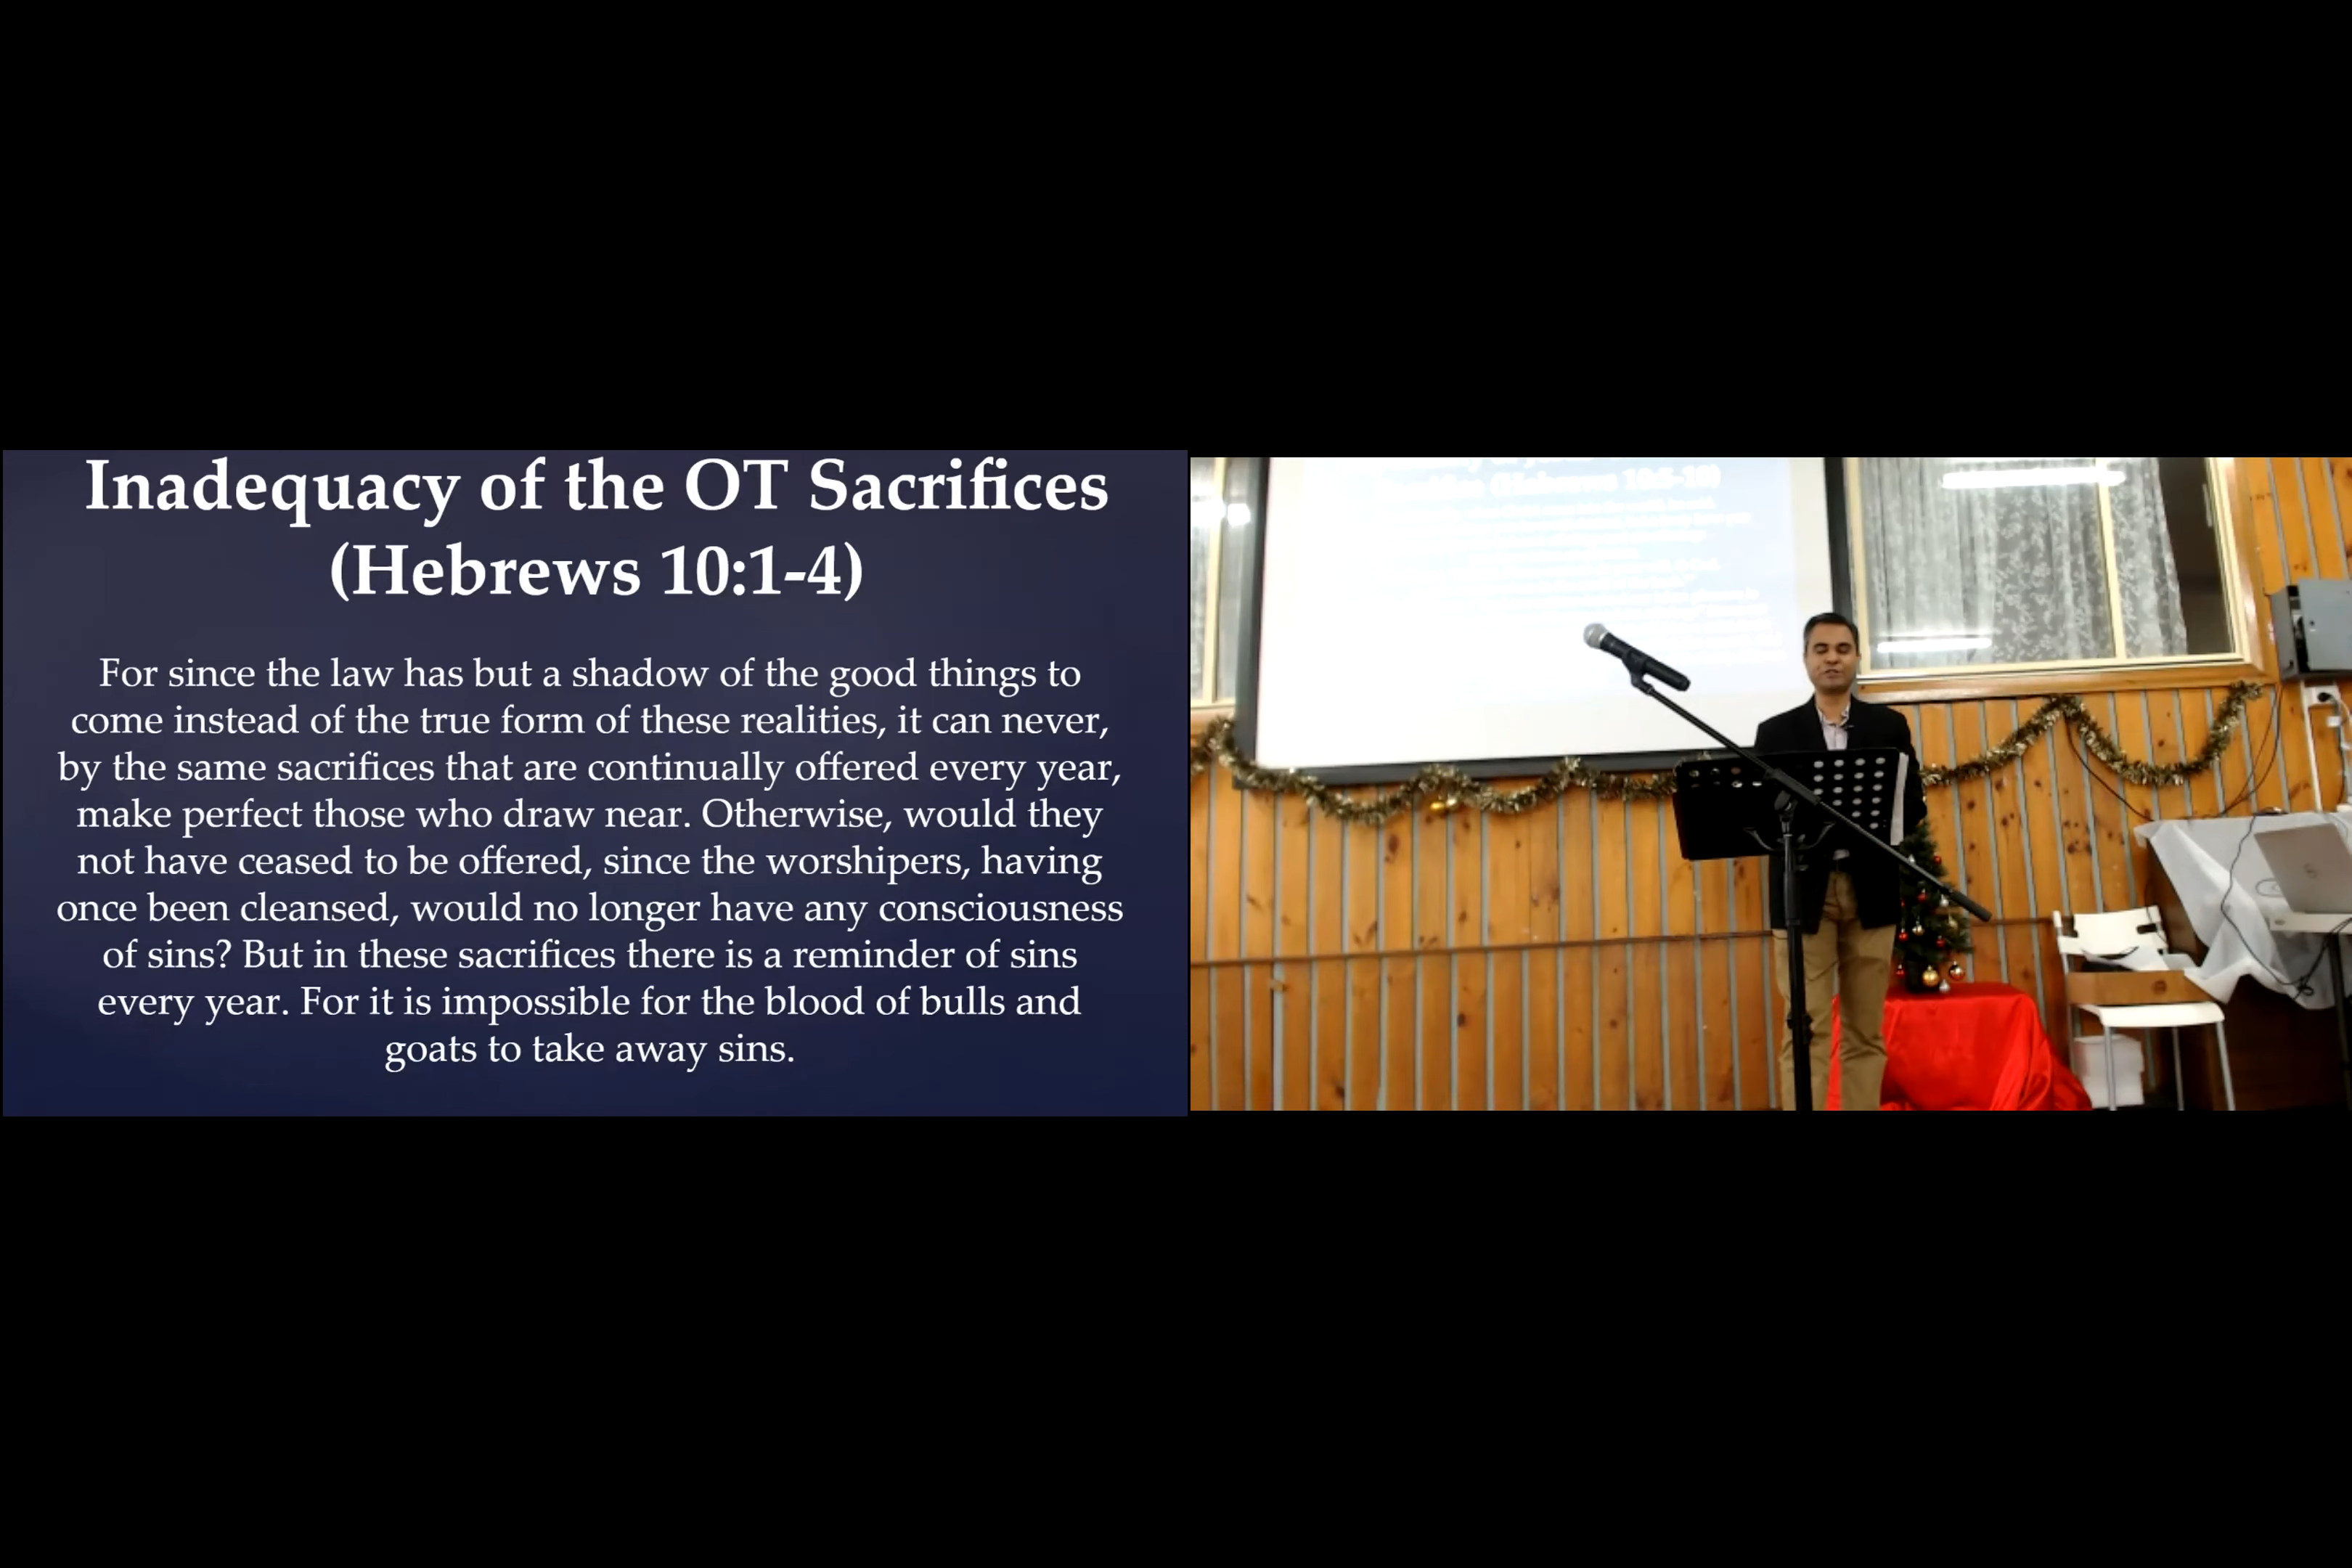 Inadequacy of the OT Sacrifices
(Hebrews 10:1-4)
For since the law has but a shadow of the good things to
come instead of the true form of these realities, it can never,
by the same sacrifices that are continually offered every year,
make perfect those who draw near. Otherwise, would they
not have ceased to be offered, since the worshipers, having
once been cleansed, would no longer have any consciousness
of sins? But in these sacrifices there is a reminder of sins
every year. For it is impossible for the blood of bulls and
goats to take away sins.
(Hebrews 10:5-18)